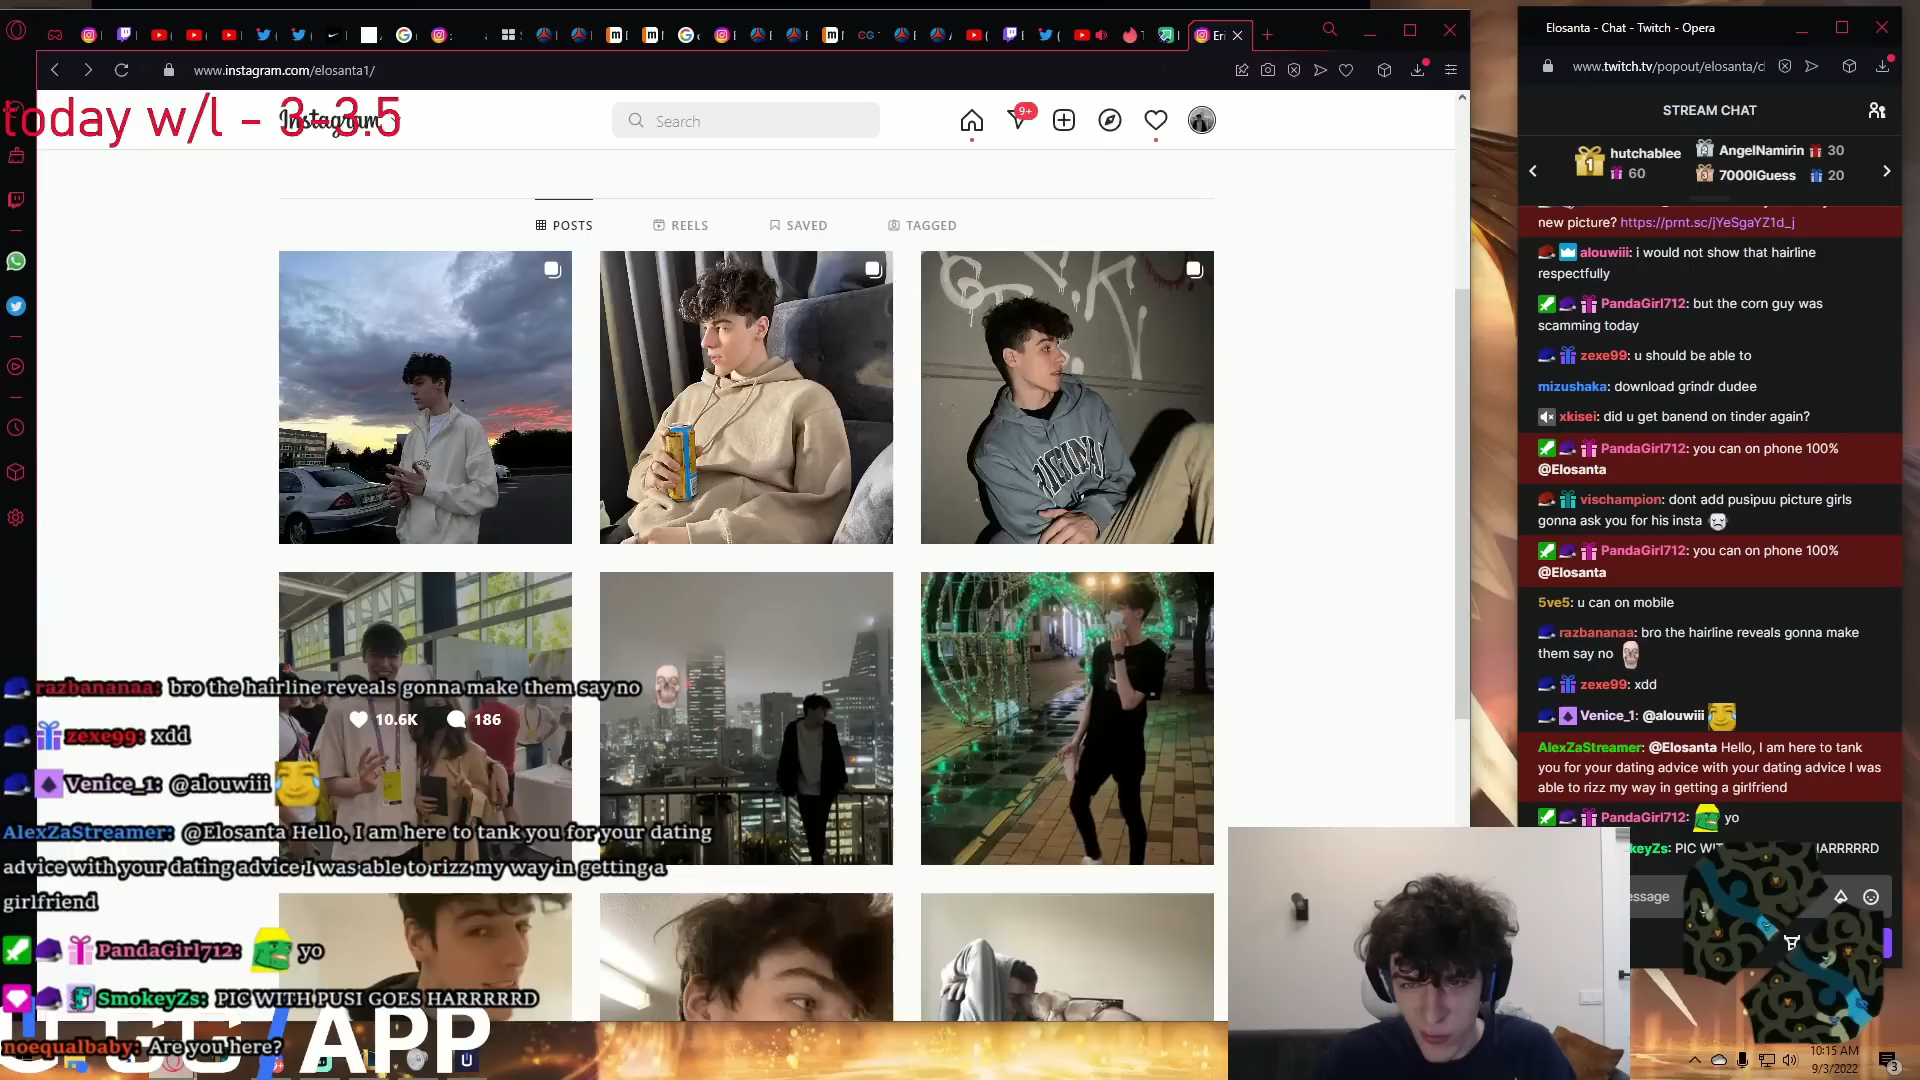 Eri
Elosanta - Chat - Twitch - Opera
www.instagram.com/elosanta1/
www.twitch.tv/popout/elosanta/cl
today w/l - 3-3.5
Instagram
Search
9+
STREAM CHAT
hutchablee
60
AngelNamirin 30
7000IGuess 20
POSTS
REELS
SAVED
TAGGED
new picture? https://prnt.sc/jYeSgaYZ1d_j
alouwiii: i would not show that hairline
respectfully
PandaGirl712: but the corn guy was
scamming today
zexe99: u should be able to
mizushaka: download grindr dudee
xkisei: did u get banend on tinder again?
PandaGirl712: you can on phone 100%
@Elosanta
vischampion: dont add pusipuu picture girls
gonna ask you for his insta
PandaGirl712: you can on phone 100%
@Elosanta
5ve5: u can on mobile
razbananaa: bro the hairline reveals gonna make
them say no
zexe99: xdd
Venice_1: @alouwiii
AlexZaStreamer: @Elosanta Hello, I am here to tank
you for your dating advice with your dating advice I was
able to rizz my way in getting a girlfriend
PandaGirl712: yo
keyZs: PIC WIT HARRRRD
essage
10.6K
186
razbananaa: bro the hairline reveals gonna make them say no
zexe99: xdd
Venice_1: @alouwiii
AlexZaStreamer: @Elosanta Hello, I am here to tank you for your dating
advice with your dating advice I was able to rizz my way in getting a
girlfriend
PandaGirl712: yo
SmokeyZs: PIC WITH PUSI GOES HARRRRRD
noequalbaby: Are you here?
/APP
10:15 AM
9/3/2022
3